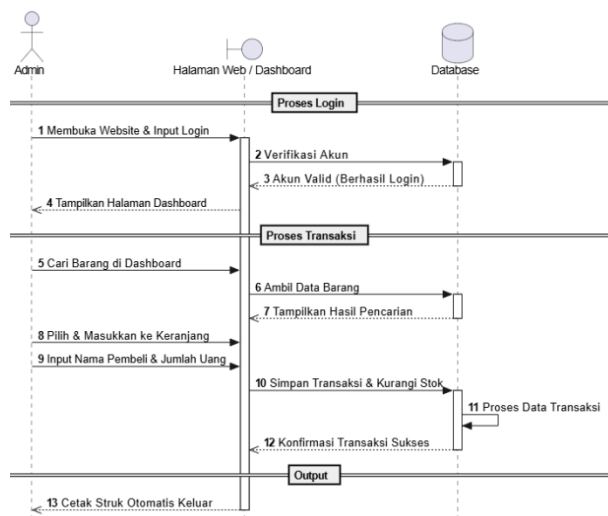 Admin
Halaman Web / Dashboard
Database
Proses Login
1 Membuka Website & Input Login
2 Verifikasi Akun
3 Akun Valid (Berhasil Login)
4 Tampilkan Halaman Dashboard
Proses Transaksi
5 Cari Barang di Dashboard
6 Ambil Data Barang
7 Tampilkan Hasil Pencarian
8 Pilih & Masukkan ke Keranjang
9 Input Nama Pembeli & Jumlah Uang
10 Simpan Transaksi & Kurangi Stok
11 Proses Data Transaksi
12 Konfirmasi Transaksi Sukses
Output
13 Cetak Struk Otomatis Keluar